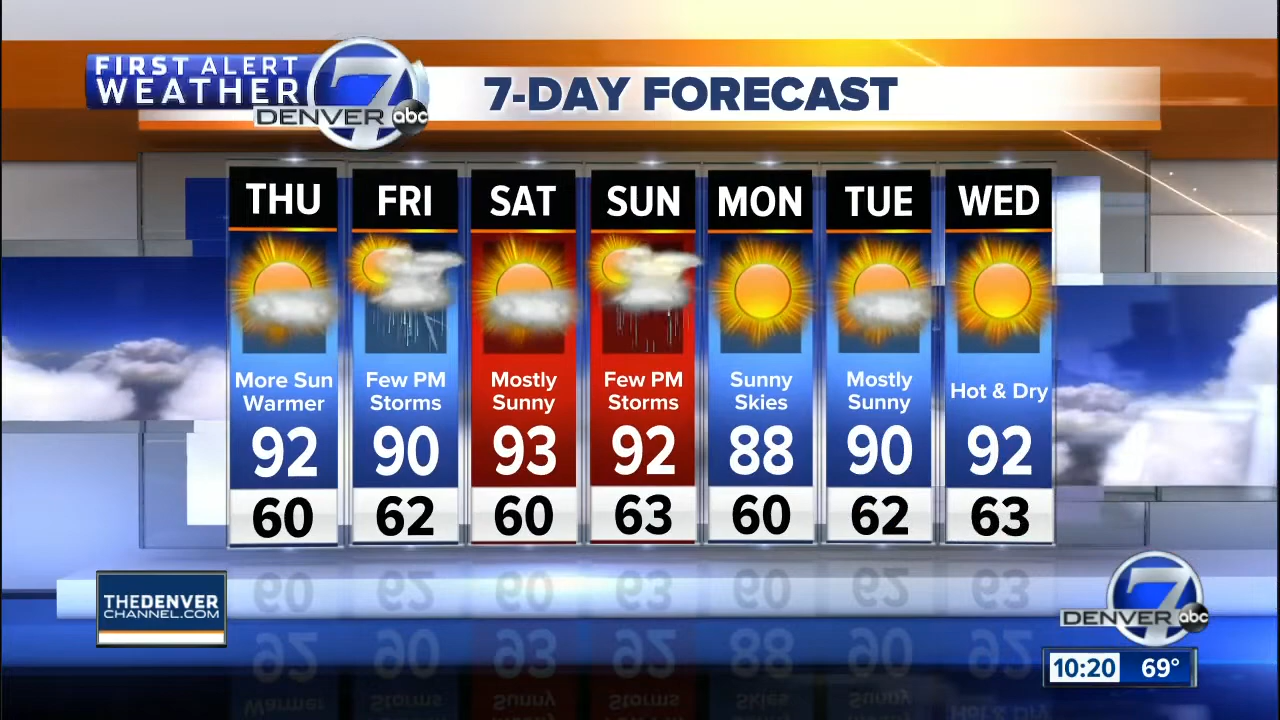 FIRST ALERT
WEATHER
7
DENVER abc
7-DAY FORECAST
THU FRI SAT SUN MON TUE WED
More Sun Few PM Mostly Few PM Sunny Mostly Hot & Dry
Warmer Storms Sunny Storms Skies Sunny
92 90 93 92 88 90 92
60 62 60 63 60 62 63
THEDENVER
CHANNEL.COM
7
DENVER abc
10:20 69°